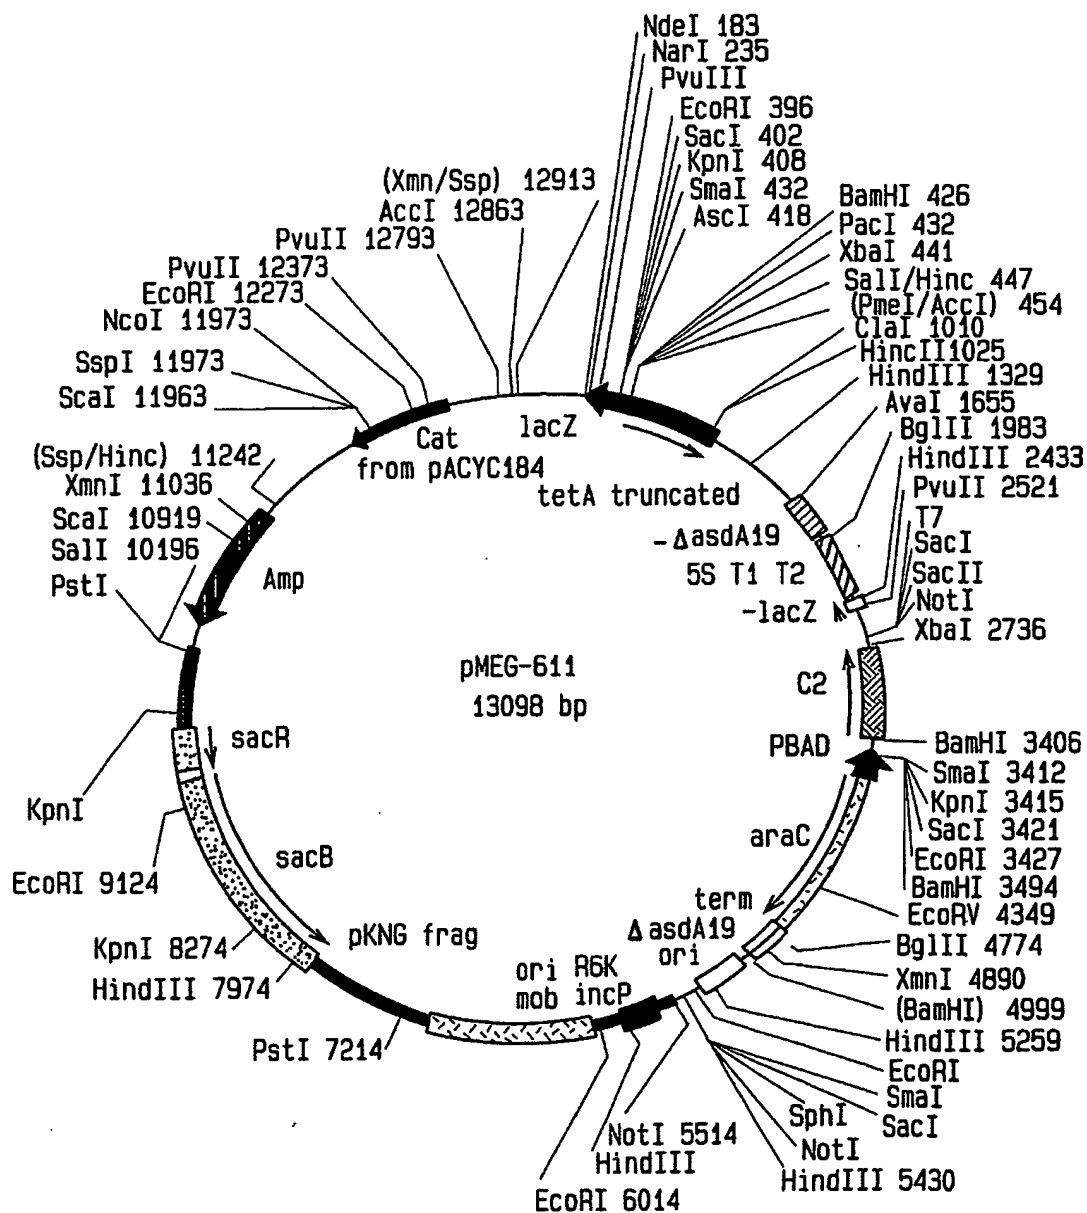 NdeI 183
NarI 235
PvuIII
EcoRI 396
SacI 402
KpnI 408
SmaI 432
AscI 418
BamHI 426
PacI 432
XbaI 441
SalI/Hinc 447
(PmeI/AccI) 454
ClaI 1010
HincII1025
HindIII 1329
AvaI 1655
BglII 1983
HindIII 2433
PvuII 2521
T7
SacI
SacII
NotI
XbaI 2736
BamHI 3406
SmaI 3412
KpnI 3415
SacI 3421
EcoRI 3427
BamHI 3494
EcoRV 4349
BglII 4774
XmnI 4890
(BamHI) 4999
HindIII 5259
EcoRI
SmaI
SacI
SphI
NotI
HindIII 5430
NotI 5514
HindIII
EcoRI 6014
PstI 7214
HindIII 7974
KpnI 8274
EcoRI 9124
KpnI
PstI
SalI 10196
ScaI 10919
XmnI 11036
(Ssp/Hinc) 11242
ScaI 11963
SspI 11973
NcoI 11973
EcoRI 12273
PvuII 12373
PvuII 12793
AccI 12863
(Xmn/Ssp) 12913
Cat
from pACYC184
lacZ
tetA truncated
-ΔasdA19
5S T1 T2
-lacZ
C2
PBAD
araC
term
ΔasdA19
ori
ori R6K
mob incP
pKNG frag
sacB
sacR
Amp
pMEG-611
13098 bp